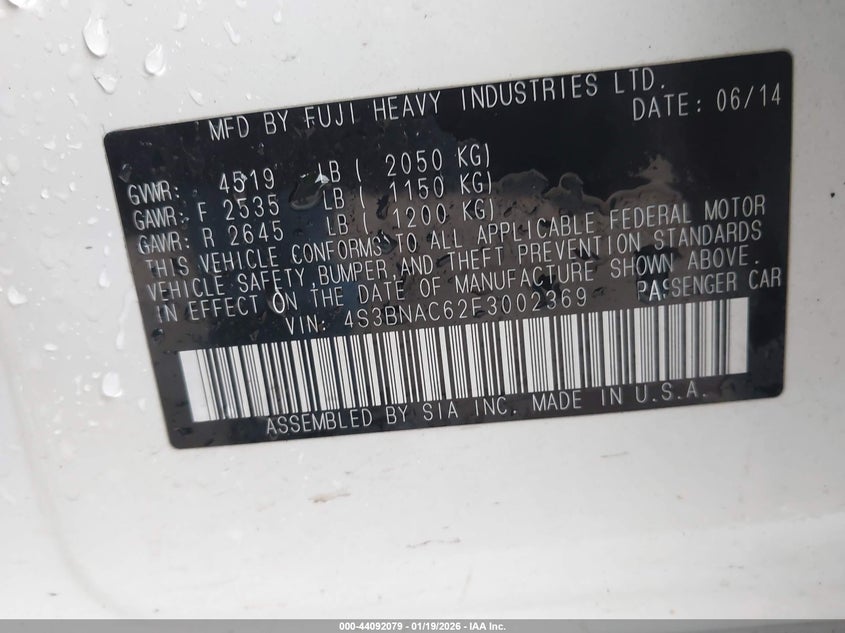 MFD BY FUJI HEAVY INDUSTRIES LTD.
DATE: 06/14
GVWR: 4519 LB ( 2050 KG)
GAWR: F 2535 LB ( 1150 KG)
GAWR: R 2645 LB ( 1200 KG)
THIS VEHICLE CONFORMS TO ALL APPLICABLE FEDERAL MOTOR
VEHICLE SAFETY,BUMPER,AND THEFT PREVENTION STANDARDS
IN EFFECT ON THE DATE OF MANUFACTURE SHOWN ABOVE.
VIN: 4S3BNAC62F3002369 PASSENGER CAR
ASSEMBLED BY SIA INC. MADE IN U.S.A.
000-44092079 - 01/19/2026 - IAA Inc.